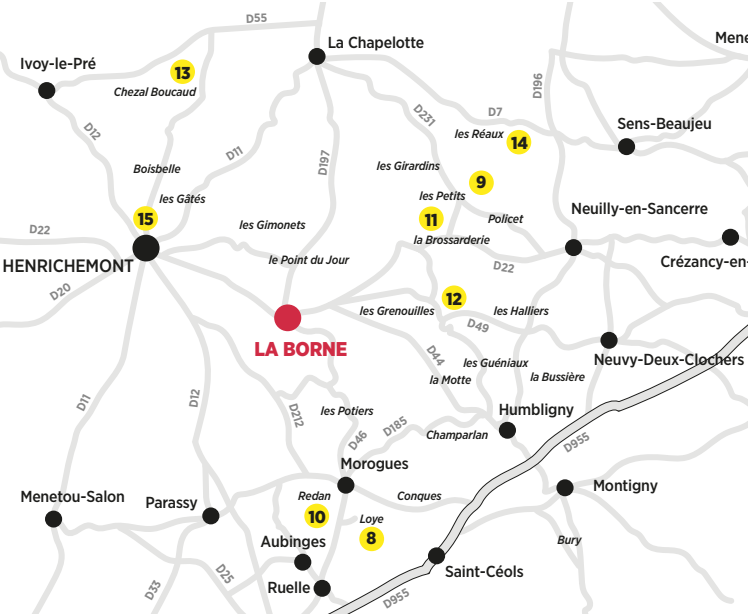 D55
La Chapelotte
Mene
Ivoy-le-Pré
13
Chezal Boucaud
D196
D231
D7
Sens-Beaujeu
D12
les Réaux
14
D11
D197
Boisbelle
les Girardins
9
les Gâtés
les Petits
15
11
Policet
Neuilly-en-Sancerre
D22
les Gimonets
la Brossarderie
HENRICHEMONT
le Point du Jour
D22
Crézancy-en-
D20
12
les Grenouilles
les Halliers
D49
LA BORNE
D44
les Guéniaux
Neuvy-Deux-Clochers
la Motte
la Bussière
D11
D12
D212
les Potiers
Humbligny
D46
D185
Champarlan
D955
Morogues
Menetou-Salon
Parassy
Redan
Conques
Montigny
10
Loye
8
Aubinges
Bury
Saint-Céols
D33
D25
Ruelle
D955